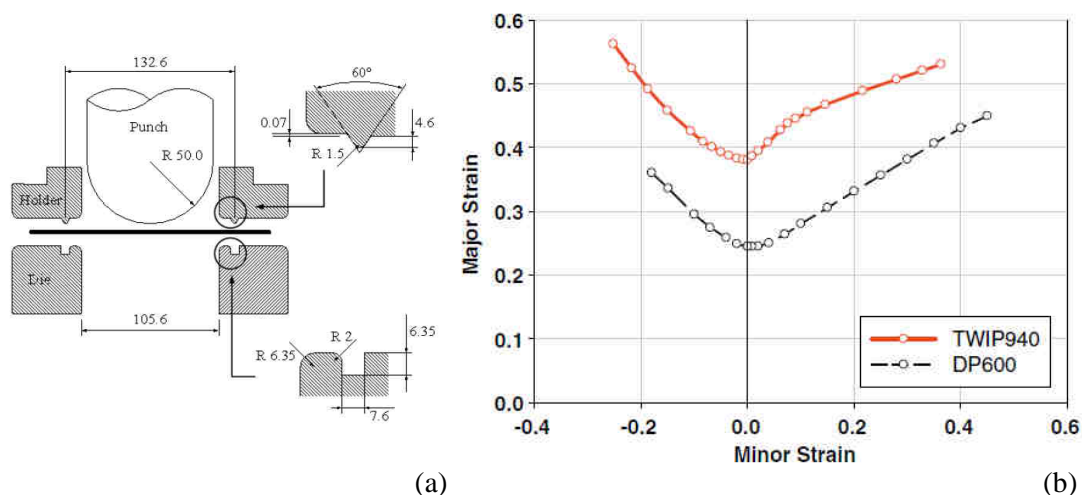 132.6
Punch
R 50.0
Holder
Die
105.6
60°
0.07
4.6
R 1.5
R 2
R 6.35
6.35
7.6
(a)
0.6
0.5
0.4
0.3
0.2
0.1
0.0
Major Strain
-0.4
-0.2
0.0
0.2
0.4
0.6
Minor Strain
TWIP940
DP600
(b)